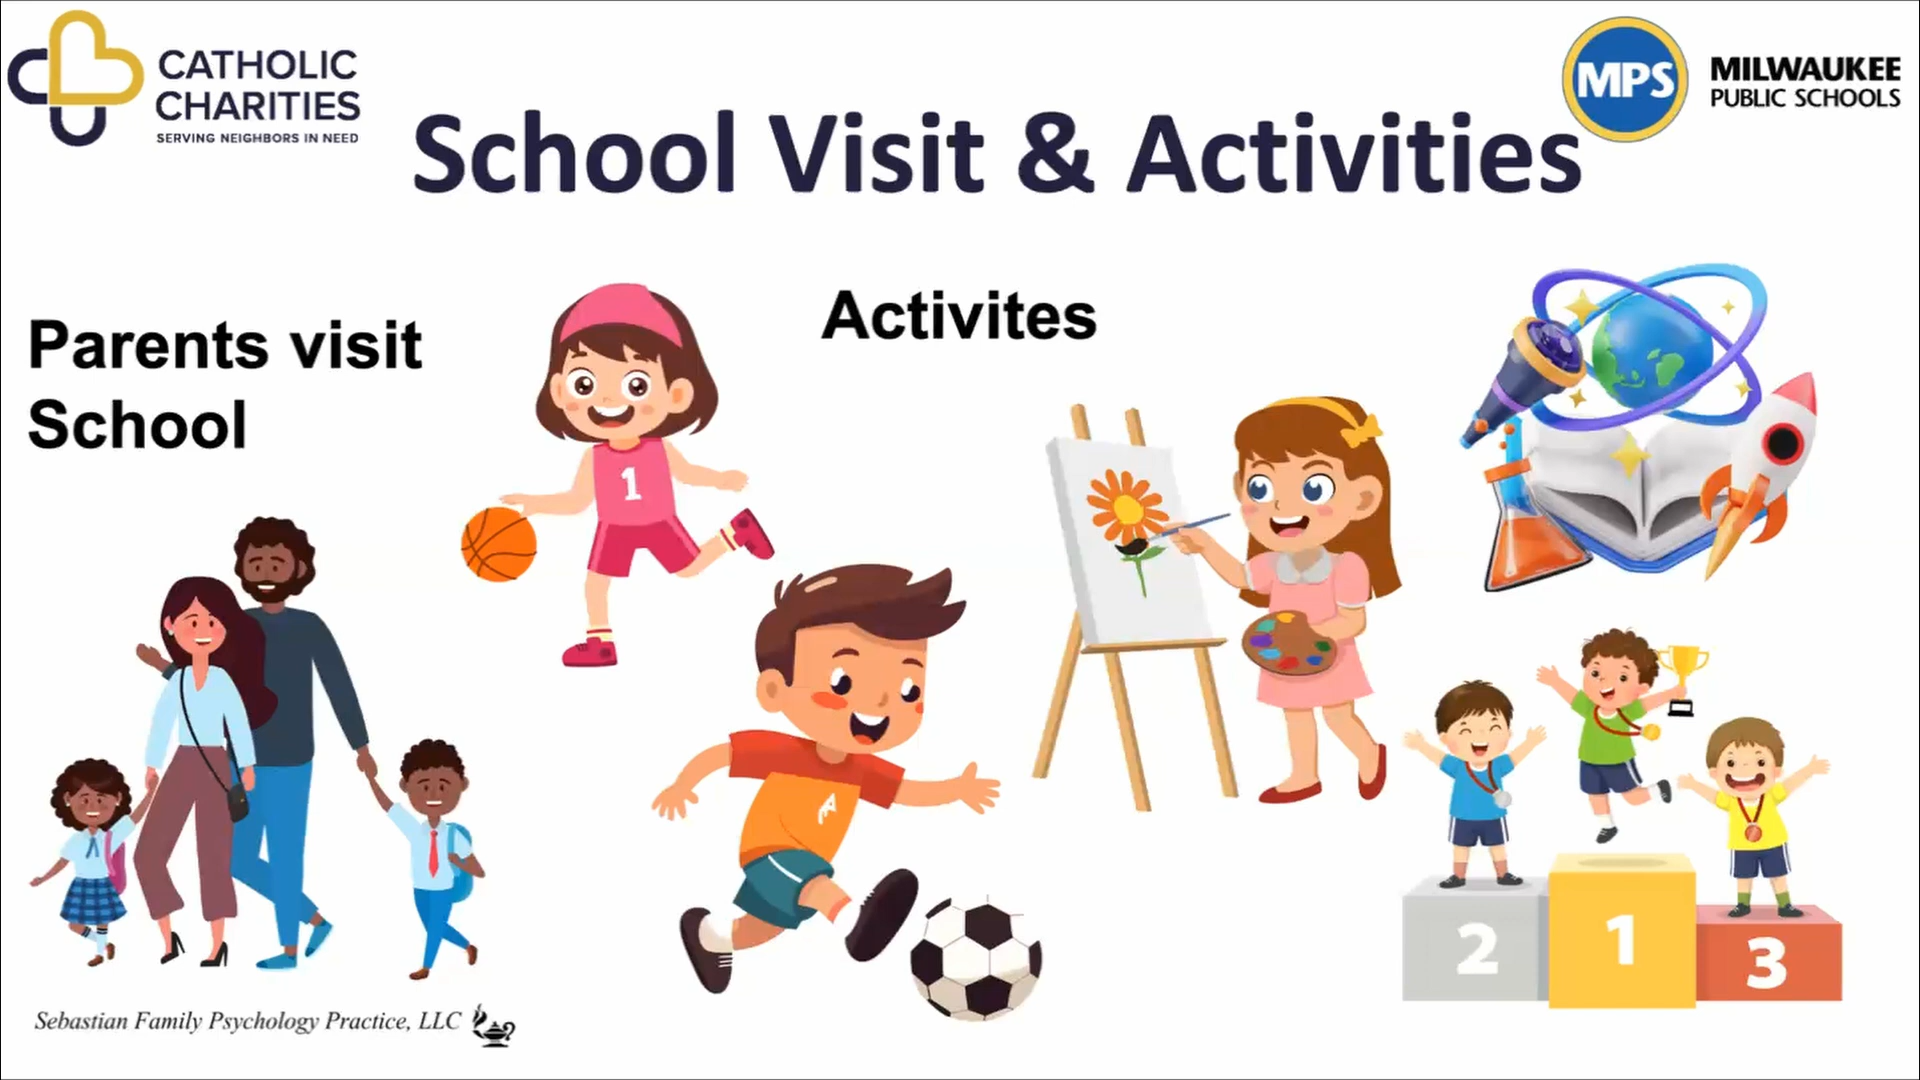 CATHOLIC
CHARITIES
SERVING NEIGHBORS IN NEED
MPS
MILWAUKEE
PUBLIC SCHOOLS
School Visit & Activities
Parents visit
School
Activites
1
2
1
3
Sebastian Family Psychology Practice, LLC